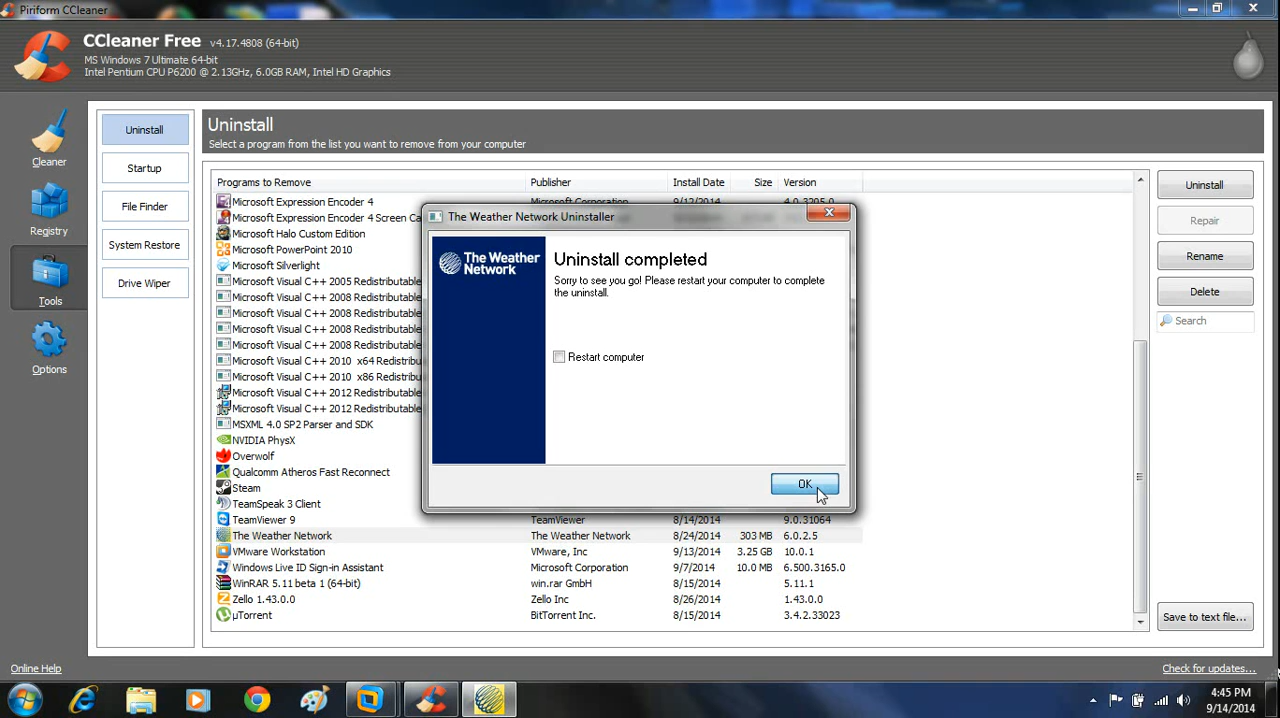 Piriform CCleaner
CCleaner Free v4.17.4808 (64-bit)
MS Windows 7 Ultimate 64-bit
Intel Pentium CPU P6200 @ 2.13GHz, 6.0GB RAM, Intel HD Graphics
Cleaner
Registry
Tools
Options
Uninstall
Startup
File Finder
System Restore
Drive Wiper
Uninstall
Select a program from the list you want to remove from your computer
Programs to Remove Publisher Install Date Size Version
Microsoft Expression Encoder 4 Microsoft Corporation 9/12/2014 4.0.3205.0
Microsoft Expression Encoder 4 Screen Ca
Microsoft Halo Custom Edition
Microsoft PowerPoint 2010
Microsoft Silverlight
Microsoft Visual C++ 2005 Redistributable
Microsoft Visual C++ 2008 Redistributable
Microsoft Visual C++ 2008 Redistributable
Microsoft Visual C++ 2008 Redistributable
Microsoft Visual C++ 2008 Redistributable
Microsoft Visual C++ 2010 x64 Redistribu
Microsoft Visual C++ 2010 x86 Redistribu
Microsoft Visual C++ 2012 Redistributable
Microsoft Visual C++ 2012 Redistributable
MSXML 4.0 SP2 Parser and SDK
NVIDIA PhysX
Overwolf
Qualcomm Atheros Fast Reconnect
Steam
TeamSpeak 3 Client
TeamViewer 9 TeamViewer 8/14/2014 9.0.31064
The Weather Network The Weather Network 8/24/2014 303 MB 6.0.2.5
VMware Workstation VMware, Inc 9/13/2014 3.25 GB 10.0.1
Windows Live ID Sign-in Assistant Microsoft Corporation 9/7/2014 10.0 MB 6.500.3165.0
WinRAR 5.11 beta 1 (64-bit) win.rar GmbH 8/15/2014 5.11.1
Zello 1.43.0.0 Zello Inc 8/26/2014 1.43.0.0
µTorrent BitTorrent Inc. 8/15/2014 3.4.2.33023
The Weather Network Uninstaller
The Weather
Network
Uninstall completed
Sorry to see you go! Please restart your computer to complete
the uninstall.
Restart computer
OK
Uninstall
Repair
Rename
Delete
Search
Save to text file...
Online Help
Check for updates...
4:45 PM
9/14/2014